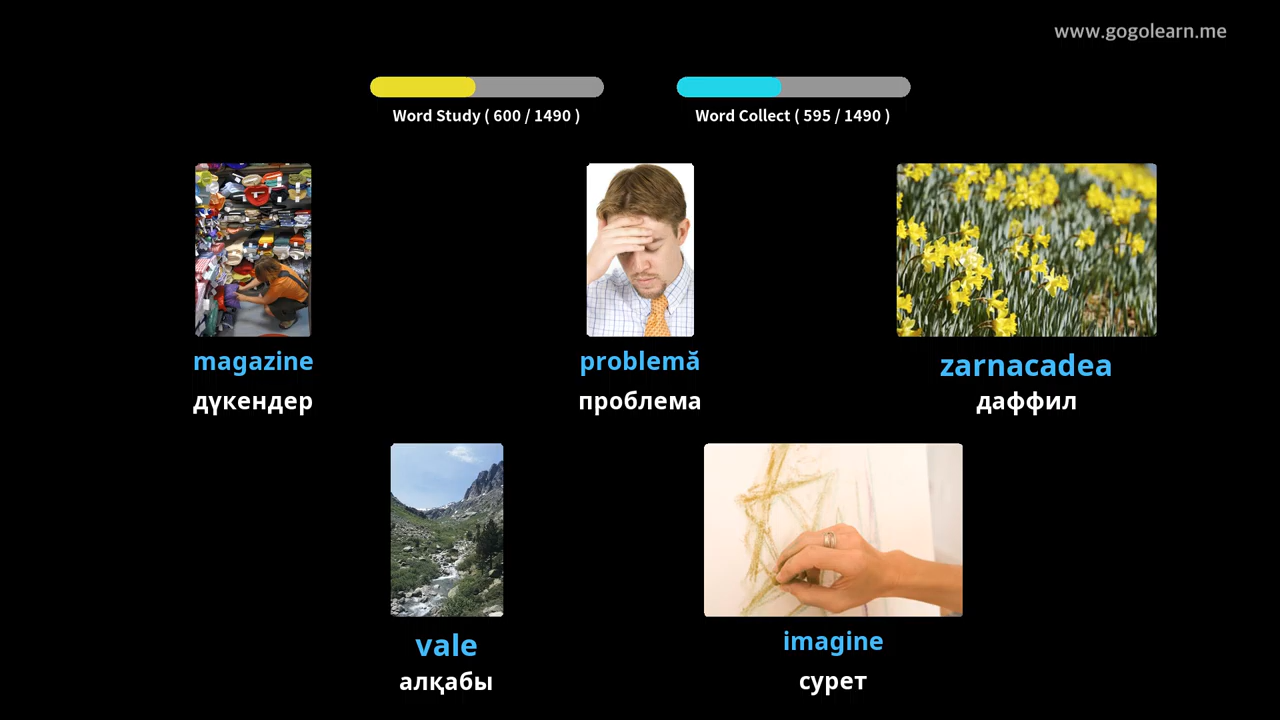 www.gogolearn.me
Word Study ( 600 / 1490 )
Word Collect ( 595 / 1490 )
magazine
дүкендер
problemă
проблема
zarnacadea
даффил
vale
алқабы
imagine
сурет